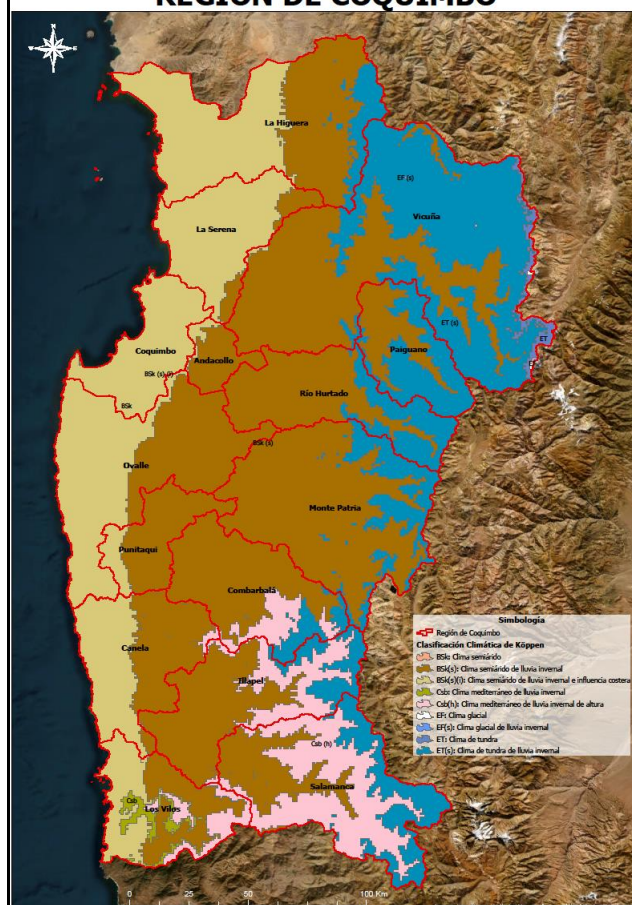 REGIÓN DE COQUIMBO
La Higuera
EF (s)
Vicuña
La Serena
ET (s)
ET
Coquimbo
Andacollo
Paiguano
BSk (s) (i)
BSk
Río Hurtado
BSk (s)
Ovalle
Monte Patria
Punitaqui
Combarbalá
Canela
Illapel
Csb (h)
Salamanca
Csb
Los Vilos
Simbología
Región de Coquimbo
Clasificación Climática de Köppen
BSk: Clima semiárido
BSk(s): Clima semiárido de lluvia invernal
BSk(s)(i): Clima semiárido de lluvia invernal e influencia costera
Csb: Clima mediterráneo de lluvia invernal
Csb(h): Clima mediterráneo de lluvia invernal de altura
EF: Clima glacial
EF(s): Clima glacial de lluvia invernal
ET: Clima de tundra
ET(s): Clima de tundra de lluvia invernal
0 25 50 100 Km